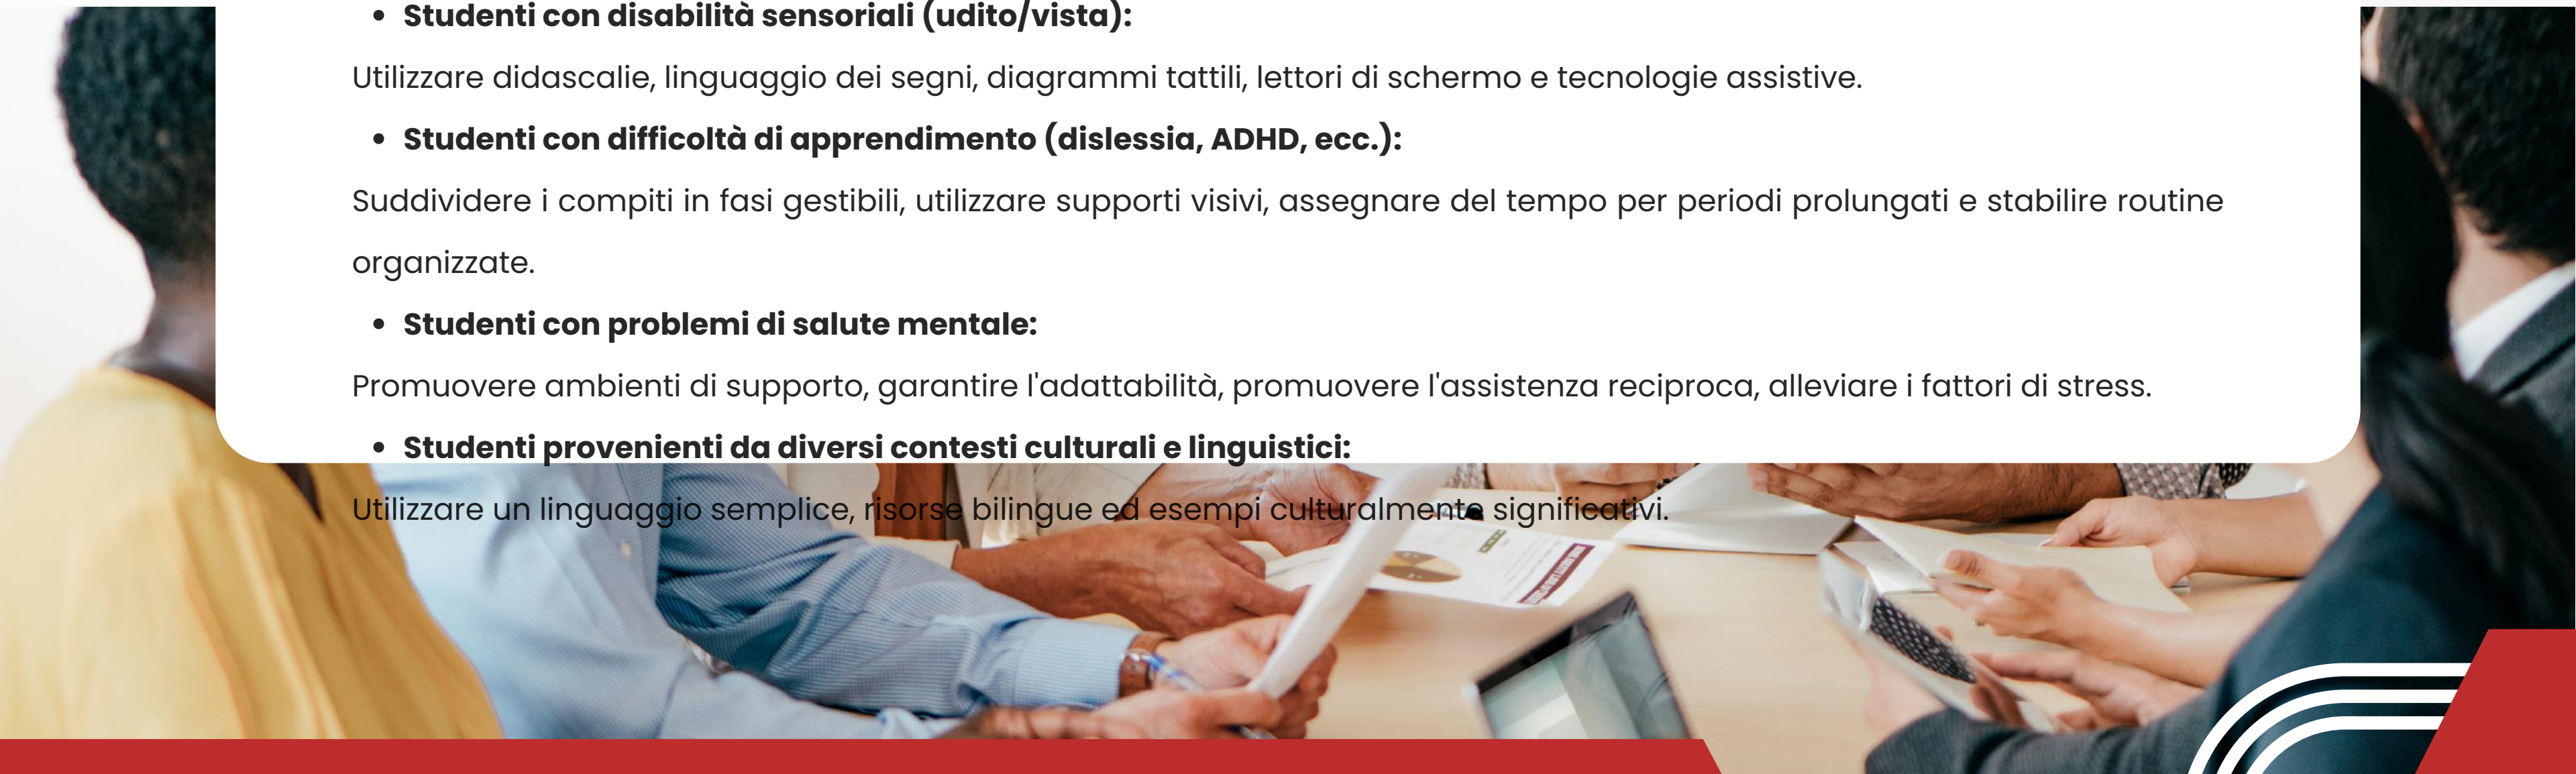 • Studenti con disabilità sensoriali (udito/vista):
Utilizzare didascalie, linguaggio dei segni, diagrammi tattili, lettori di schermo e tecnologie assistive.
• Studenti con difficoltà di apprendimento (dislessia, ADHD, ecc.):
Suddividere i compiti in fasi gestibili, utilizzare supporti visivi, assegnare del tempo per periodi prolungati e stabilire routine
organizzate.
• Studenti con problemi di salute mentale:
Promuovere ambienti di supporto, garantire l'adattabilità, promuovere l'assistenza reciproca, alleviare i fattori di stress.
• Studenti provenienti da diversi contesti culturali e linguistici:
Utilizzare un linguaggio semplice, risorse bilingue ed esempi culturalmente significativi.